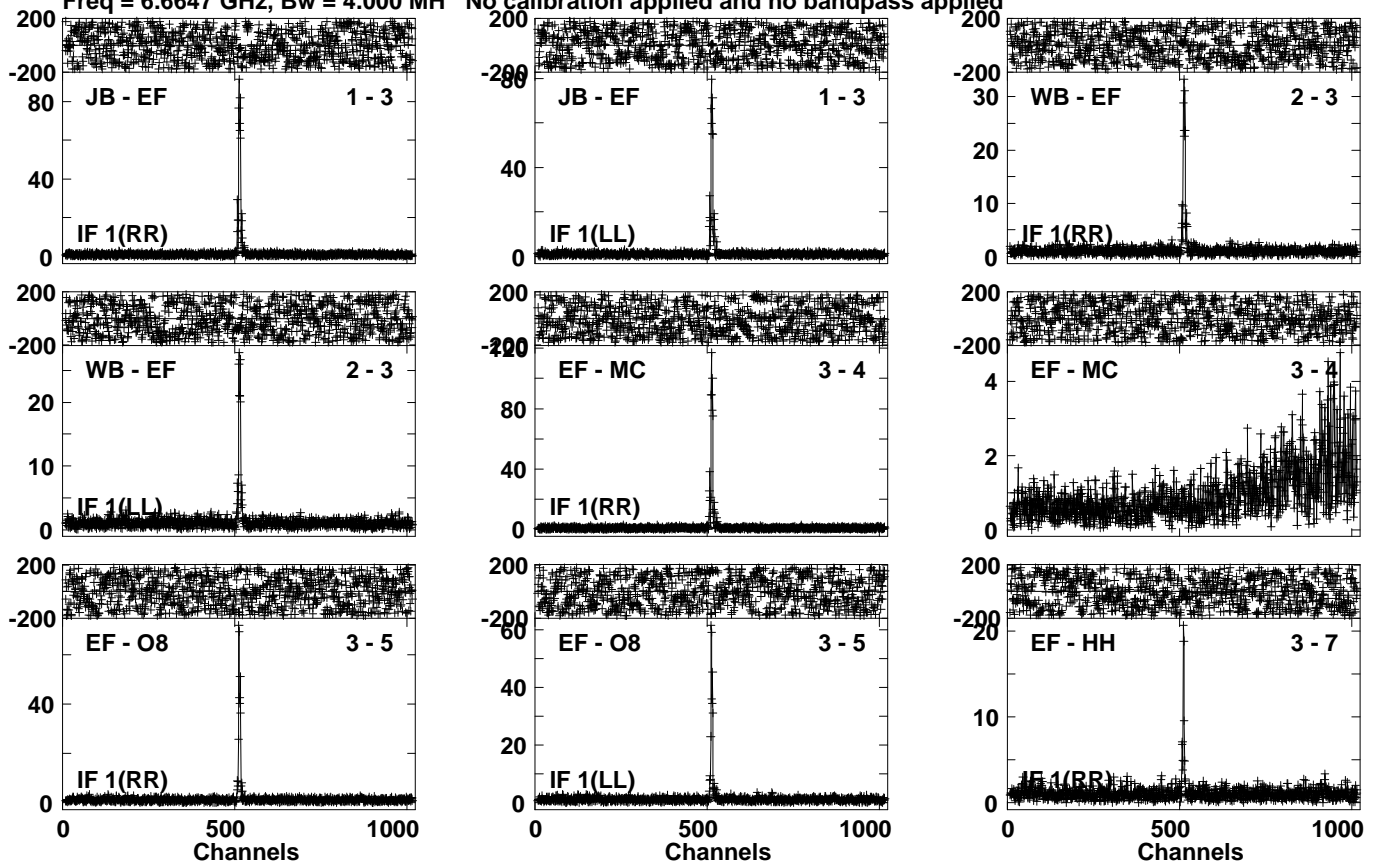 Freq = 6.6647 GHz, Bw = 4.000 MH No calibration applied and no bandpass applied
200 200 200
-200 -200 -200
80
JB - EF 1 - 3 JB - EF 1 - 3 WB - EF 2 - 3
80 30
40 40 20
10
IF 1(RR) IF 1(LL) IF 1(RR)
0 0 0
200 200 200
-200 -200 -200
120
WB - EF 2 - 3 EF - MC 3 - 4 EF - MC 3 - 4
4
20 80
2
10 40
IF 1(LL) IF 1(RR)
0 0 0
200 200 200
-200 -200 -200
60 20
EF - O8 3 - 5 EF - O8 3 - 5 EF - HH 3 - 7
40 40 10
20
IF 1(RR) IF 1(LL) IF 1(RR)
0 0 0
0 500 1000 0 500 1000 0 500 1000
Channels Channels